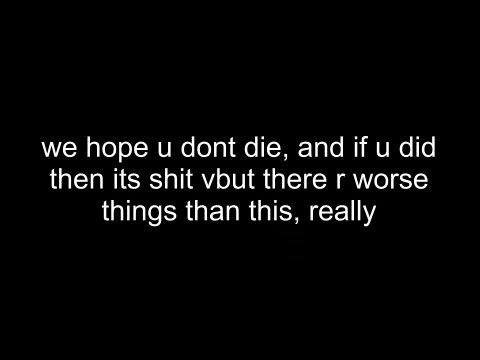 we hope u dont die, and if u did
then its shit vbut there r worse
things than this, really